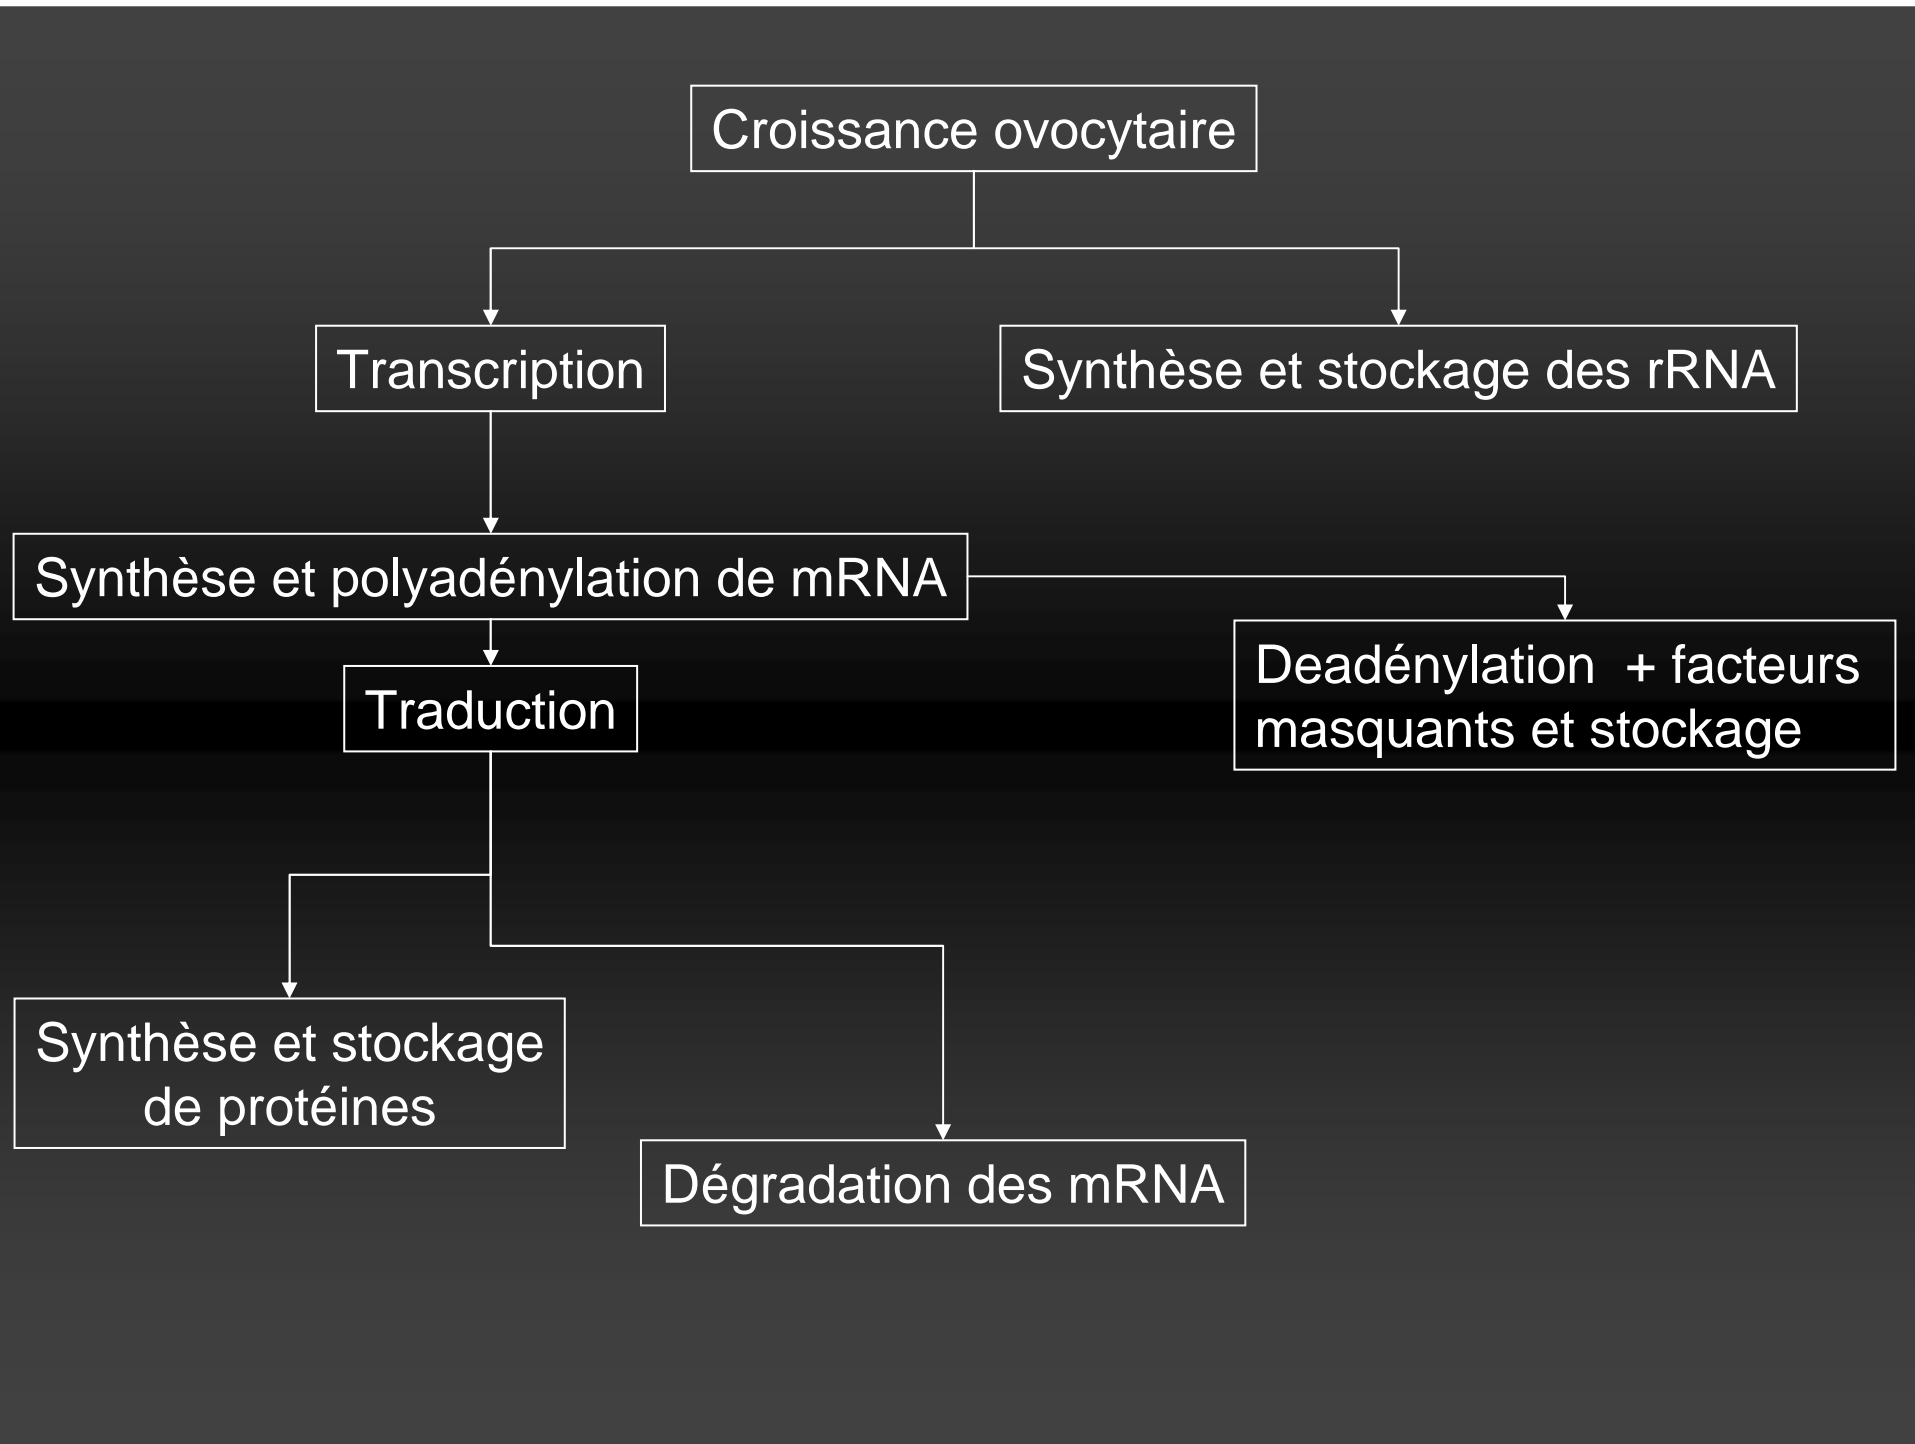 Croissance ovocytaire
Transcription
Synthèse et stockage des rRNA
Synthèse et polyadénylation de mRNA
Deadénylation  + facteurs
masquants et stockage
Traduction
Synthèse et stockage
de protéines
Dégradation des mRNA